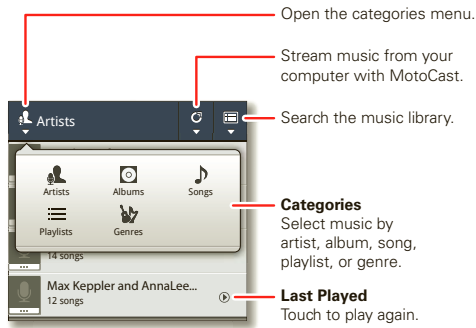 Open the categories menu.
Stream music from your
computer with MotoCast.
Search the music library.
Artists
Artists
Albums
Songs
Playlists
Genres
Categories
Select music by
artist, album, song,
playlist, or genre.
14 songs
Max Keppler and AnnaLee...
12 songs
Last Played
Touch to play again.